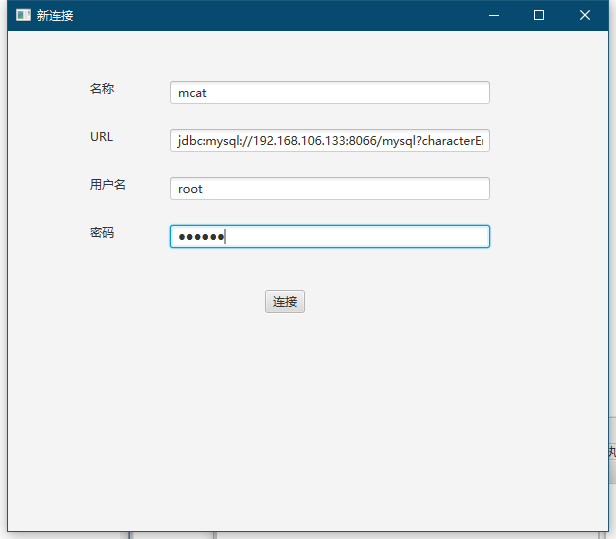 新连接
名称
mcat
URL
jdbc:mysql://192.168.106.133:8066/mysql?characterE
用户名
root
密码
●●●●●●
连接